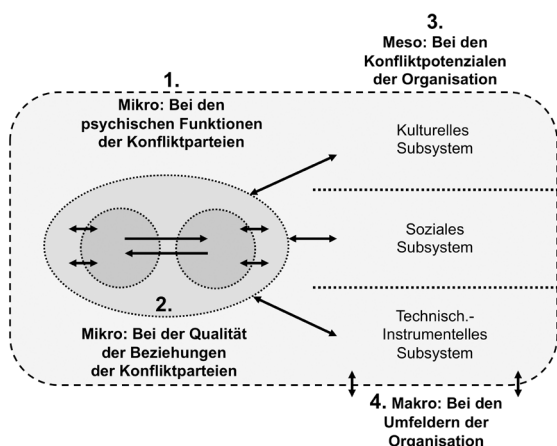 1.
Mikro: Bei den
psychischen Funktionen
der Konfliktparteien
3.
Meso: Bei den
Konfliktpotenzialen
der Organisation
Kulturelles
Subsystem
Soziales
Subsystem
Technisch.-
Instrumentelles
Subsystem
2.
Mikro: Bei der Qualität
der Beziehungen
der Konfliktparteien
4. Makro: Bei den
Umfeldern der
Organisation